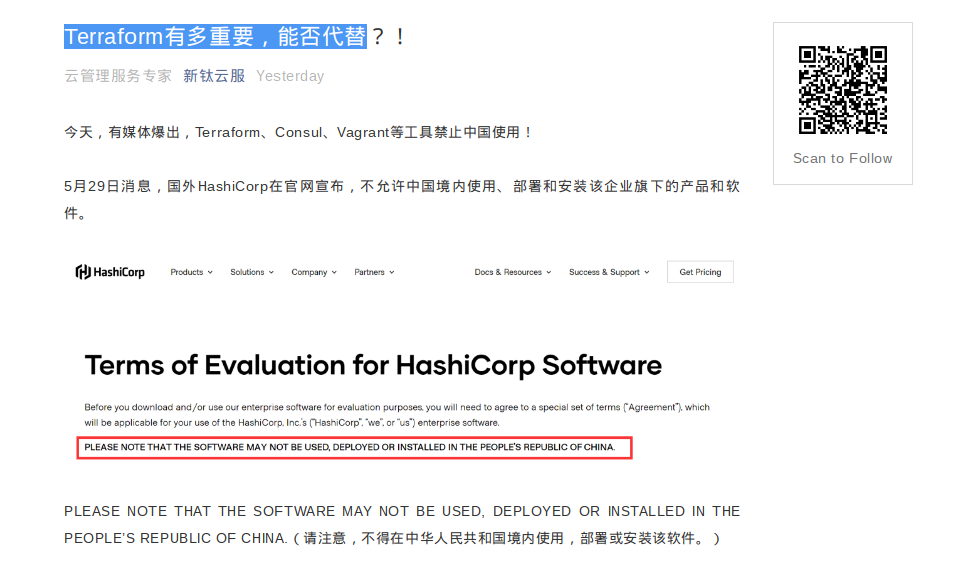 Terraform有多重要，能否代替？！
云管理服务专家 新钛云服 Yesterday
Scan to Follow
今天，有媒体爆出，Terraform、Consul、Vagrant等工具禁止中国使用！
5月29日消息，国外HashiCorp在官网宣布，不允许中国境内使用、部署和安装该企业旗下的产品和软
件。
HashiCorp Products Solutions Company Partners Docs & Resources Success & Support Get Pricing
Terms of Evaluation for HashiCorp Software
Before you download and/or use our enterprise software for evaluation purposes, you will need to agree to a special set of terms ("Agreement"), which
will be applicable for your use of the HashiCorp, Inc.'s ("HashiCorp", "we", or "us") enterprise software.
PLEASE NOTE THAT THE SOFTWARE MAY NOT BE USED, DEPLOYED OR INSTALLED IN THE PEOPLE'S REPUBLIC OF CHINA.
PLEASE NOTE THAT THE SOFTWARE MAY NOT BE USED, DEPLOYED OR INSTALLED IN THE
PEOPLE'S REPUBLIC OF CHINA.（请注意，不得在中华人民共和国境内使用，部署或安装该软件。）